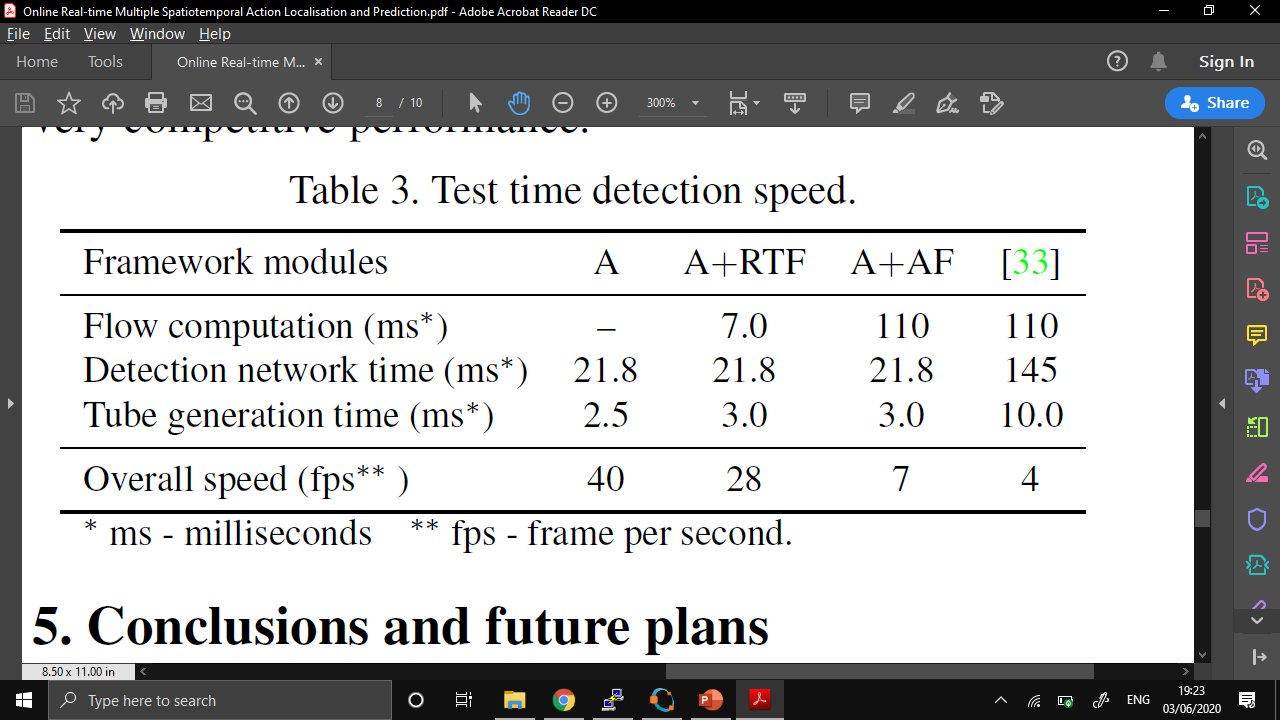 Online Real-time Multiple Spatiotemporal Action Localisation and Prediction.pdf - Adobe Acrobat Reader DC
File Edit View Window Help
Home Tools Online Real-time M... × Sign In
8 / 10 300% Share
very competitive performance.
Table 3. Test time detection speed.
Framework modules A A+RTF A+AF [33]
Flow computation (ms*) – 7.0 110 110
Detection network time (ms*) 21.8 21.8 21.8 145
Tube generation time (ms*) 2.5 3.0 3.0 10.0
Overall speed (fps** ) 40 28 7 4
* ms - milliseconds ** fps - frame per second.
5. Conclusions and future plans
8.50 x 11.00 in
Type here to search ENG 19:23
03/06/2020